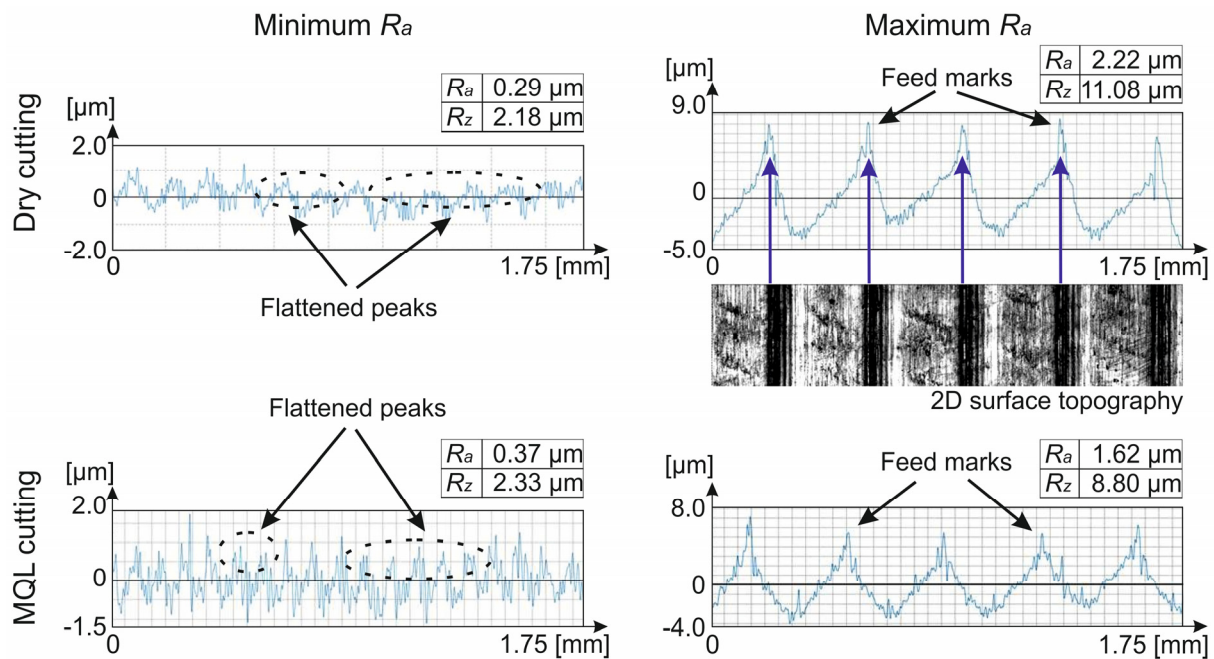 Minimum Ra
Maximum Ra
Dry cutting
[µm]
Ra 0.29 µm
Rz 2.18 µm
2.0
0
-2.0
0
1.75 [mm]
Flattened peaks
[µm]
Feed marks
Ra 2.22 µm
Rz 11.08 µm
9.0
0
-5.0
0
1.75 [mm]
2D surface topography
MQL cutting
Flattened peaks
[µm]
Ra 0.37 µm
Rz 2.33 µm
2.0
0
-1.5
0
1.75 [mm]
[µm]
Feed marks
Ra 1.62 µm
Rz 8.80 µm
8.0
0
-4.0
0
1.75 [mm]